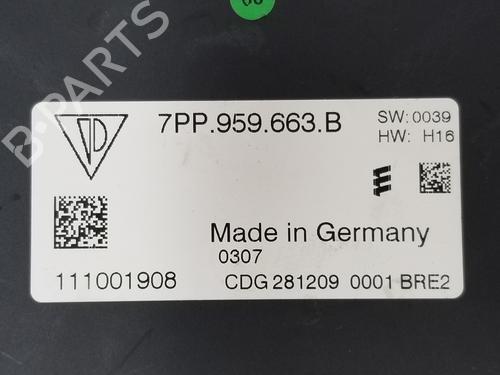 7PP.959.663.B
SW:0039
HW: H16
Made in Germany
0307
111001908
CDG 281209 0001 BRE2
B-PARTS